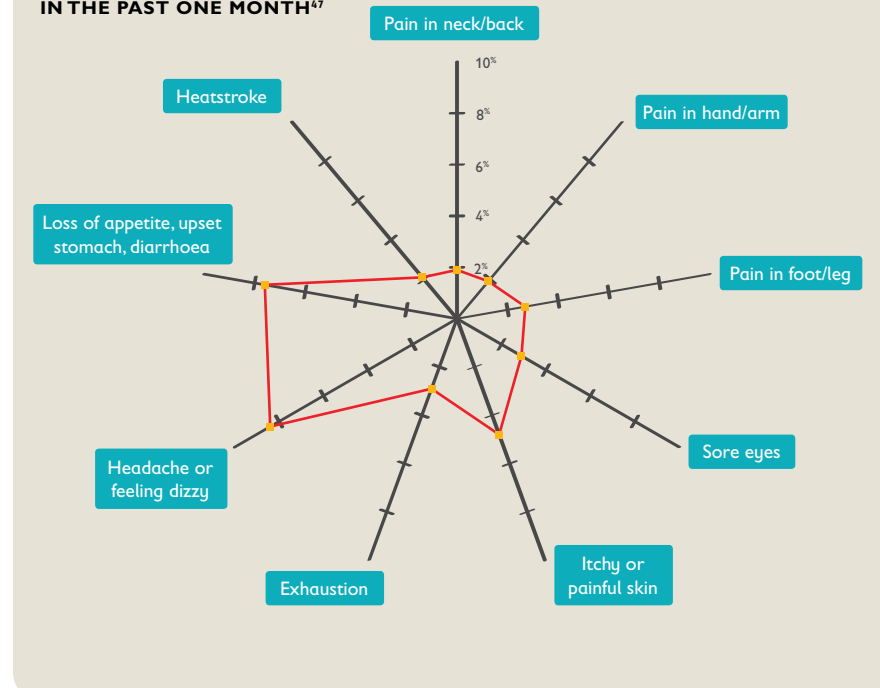 IN THE PAST ONE MONTH⁴⁷
Pain in neck/back
10%
8%
6%
4%
2%
Heatstroke
Pain in hand/arm
Loss of appetite, upset
stomach, diarrhoea
Pain in foot/leg
Headache or
feeling dizzy
Sore eyes
Exhaustion
Itchy or
painful skin